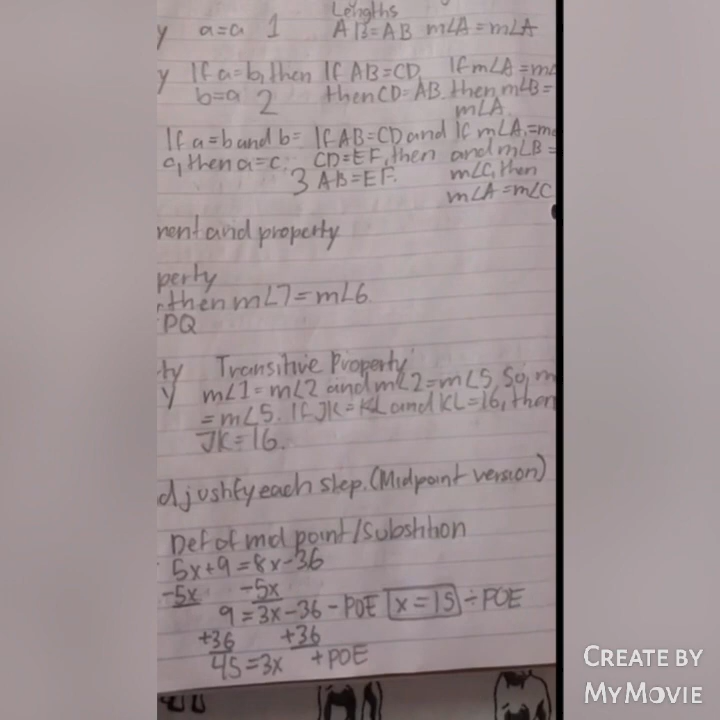 Lengths
y a=a 1 AB=AB m∠A=m∠A
y If a=b, then If AB=CD, If m∠A=m∠
b=a 2 then CD=AB. then m∠B=
m∠A.
If a=b and b= If AB=CD and If m∠A=m
c, then a=c. CD=EF, then and m∠B=
3 AB=EF. m∠C, then
m∠A=m∠C
ment and property
perty
, then m∠7=m∠6
PQ
ty Transitive Property
y m∠1=m∠2 and m∠2=m∠5, So, m
=m∠5. If JK=KL and KL=16, then
JK=16.
d justify each step. (Midpoint version)
Def of mid point/Substition
5x+9=8x-36
-5x -5x
9=3x-36 -POE x=15 ÷POE
+36 +36
45=3x +POE
CREATE BY
MYMOVIE